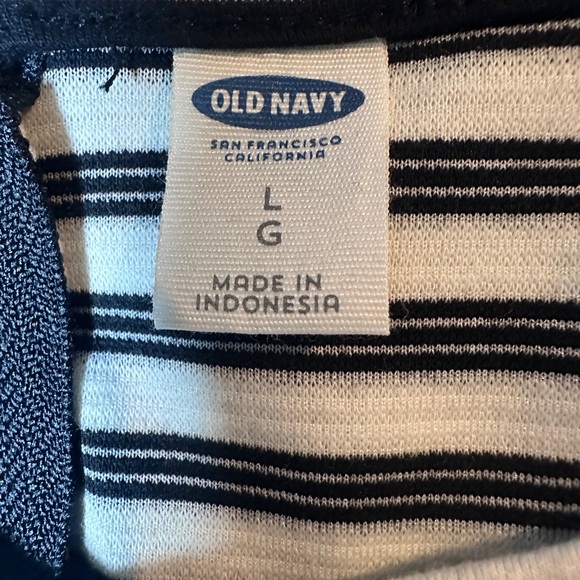 OLD NAVY
SAN FRANCISCO
CALIFORNIA
L
G
MADE IN
INDONESIA